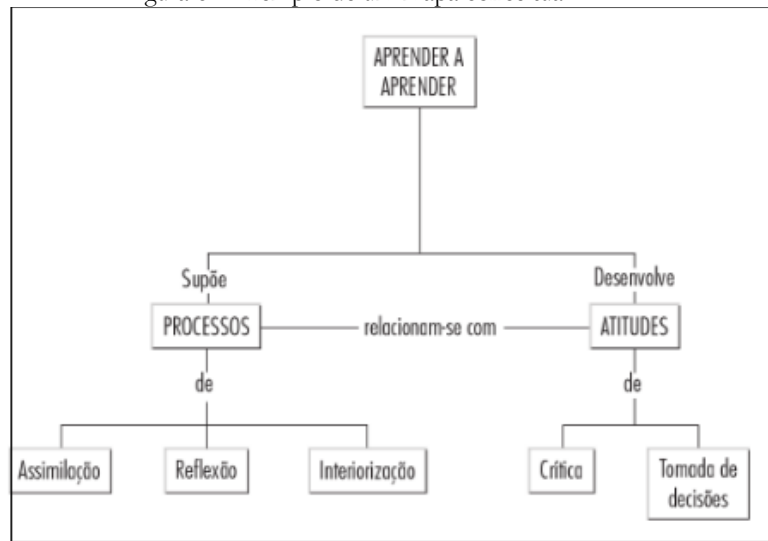 APRENDER A
APRENDER
Supõe
Desenvolve
PROCESSOS
relacionam-se com
ATITUDES
de
de
Assimilação
Reflexão
Interiorização
Crítica
Tomada de
decisões